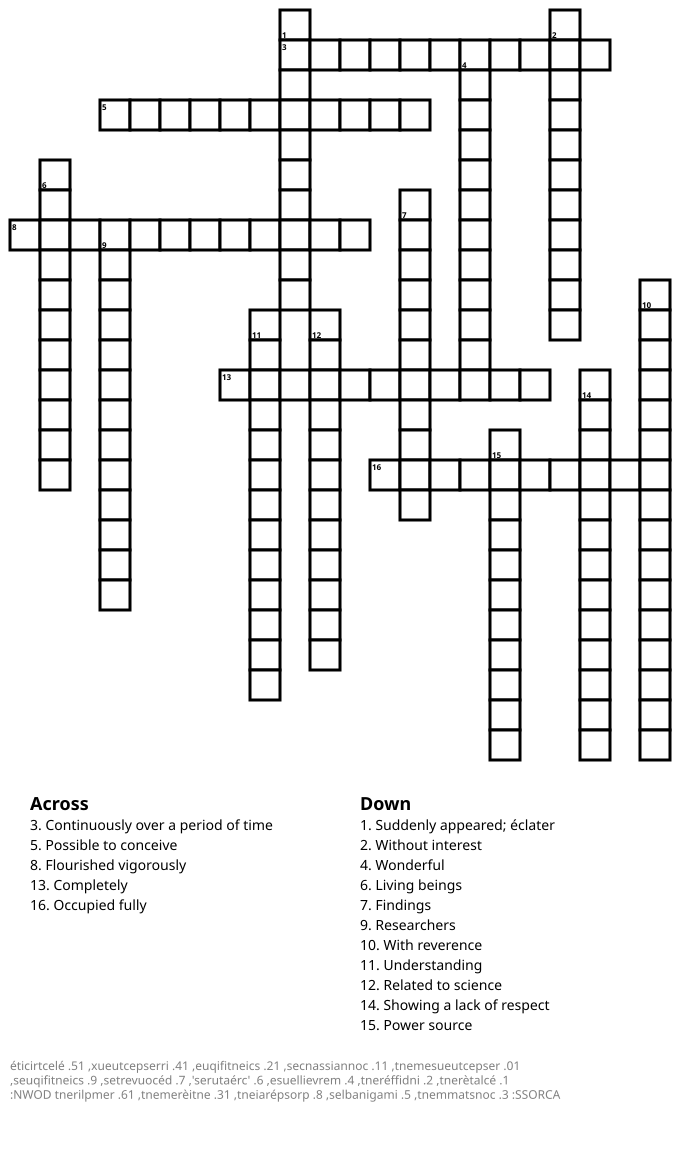 1 2
3
4
5
6
7
8
9
10
11 12
13
14
15
16
Across
3. Continuously over a period of time
5. Possible to conceive
8. Flourished vigorously
13. Completely
16. Occupied fully
Down
1. Suddenly appeared; éclater
2. Without interest
4. Wonderful
6. Living beings
7. Findings
9. Researchers
10. With reverence
11. Understanding
12. Related to science
14. Showing a lack of respect
15. Power source
éticirtcelé .51 ,xueutcepserri .41 ,euqifitneics .21 ,secnassiannoc .11 ,tnemesueutcepser .01
,seuqifitneics .9 ,setrevuocéd .7 ,'serutaérc' .6 ,esuellievrem .4 ,tneréffidni .2 ,tnerètalcé .1
:NWOD tnerilpmer .61 ,tnemerèitne .31 ,tneiarépsorp .8 ,selbanigami .5 ,tnemmatsnoc .3 :SSORCA